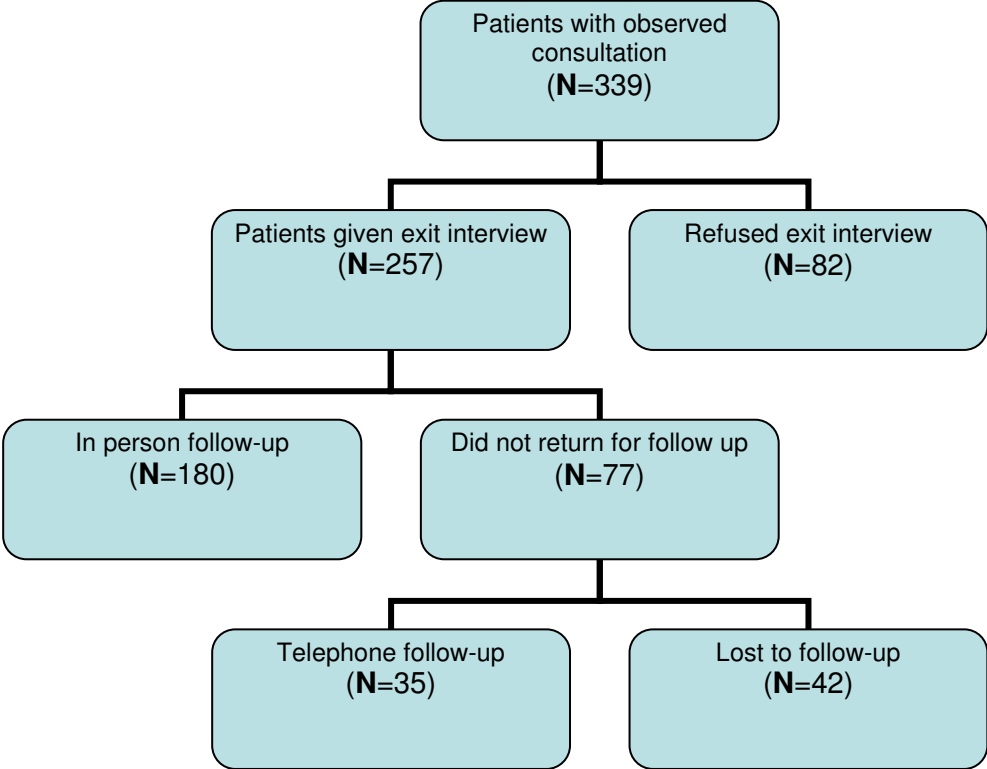 Patients with observed
consultation
(N=339)
Patients given exit interview
(N=257)
Refused exit interview
(N=82)
In person follow-up
(N=180)
Did not return for follow up
(N=77)
Telephone follow-up
(N=35)
Lost to follow-up
(N=42)